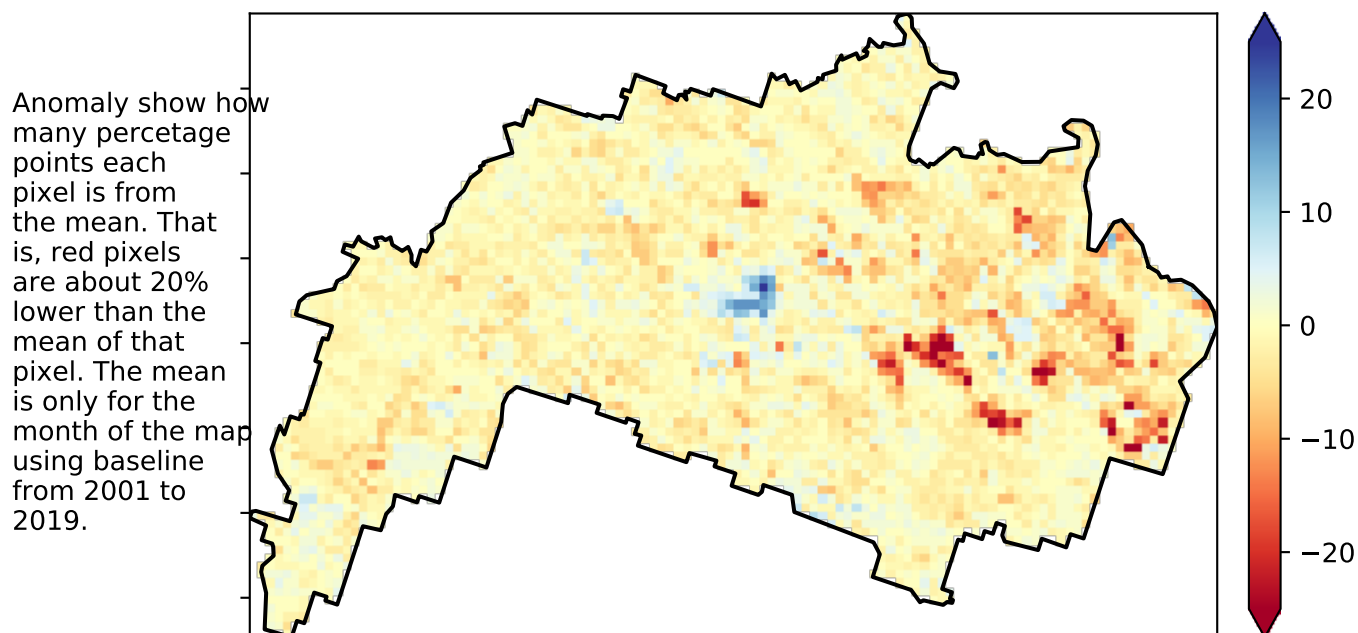 Anomaly show how
many percetage
points each
pixel is from
the mean. That
is, red pixels
are about 20%
lower than the
mean of that
pixel. The mean
is only for the
month of the map
using baseline
from 2001 to
2019.
20
10
0
−10
−20